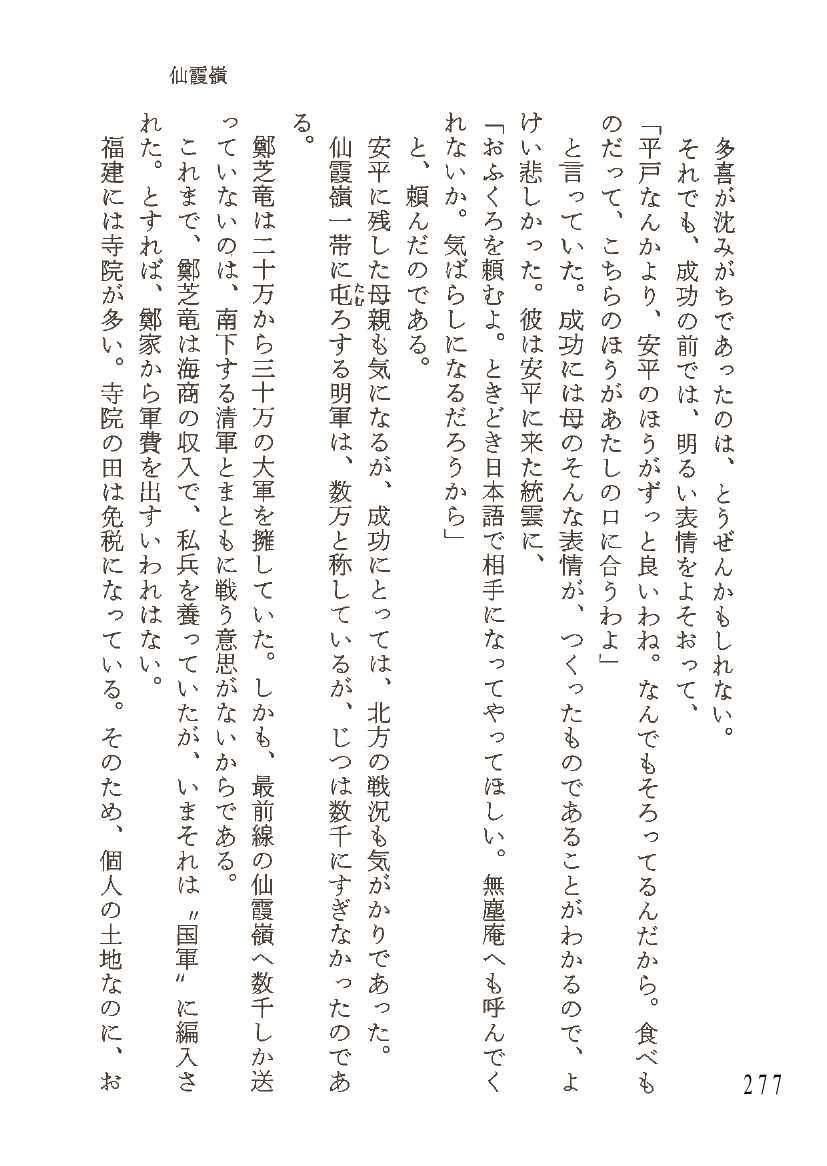 仙霞嶺
多喜が沈みがちであったのは、とうぜんかもしれない。
それでも、成功の前では、明るい表情をよそおって、
「平戸なんかより、安平のほうがずっと良いわね。なんでもそろってるんだから。食べも
のだって、こちらのほうがあたしの口に合うわよ」
と言っていた。成功には母のそんな表情が、つくったものであることがわかるので、よ
けい悲しかった。彼は安平に来た統雲に、
「おふくろを頼むよ。ときどき日本語で相手になってやってほしい。無塵庵へも呼んでく
れないか。気ばらしになるだろうから」
と、頼んだのである。
安平に残した母親も気になるが、成功にとっては、北方の戦況も気がかりであった。
仙霞嶺一帯に屯ろする明軍は、数万と称しているが、じつは数千にすぎなかったのであ
たむ
る。
鄭芝竜は二十万から三十万の大軍を擁していた。しかも、最前線の仙霞嶺へ数千しか送
っていないのは、南下する清軍とまともに戦う意思がないからである。
これまで、鄭芝竜は海商の収入で、私兵を養っていたが、いまそれは〝国軍〟に編入さ
れた。とすれば、鄭家から軍費を出すいわれはない。
福建には寺院が多い。寺院の田は免税になっている。そのため、個人の土地なのに、お
277